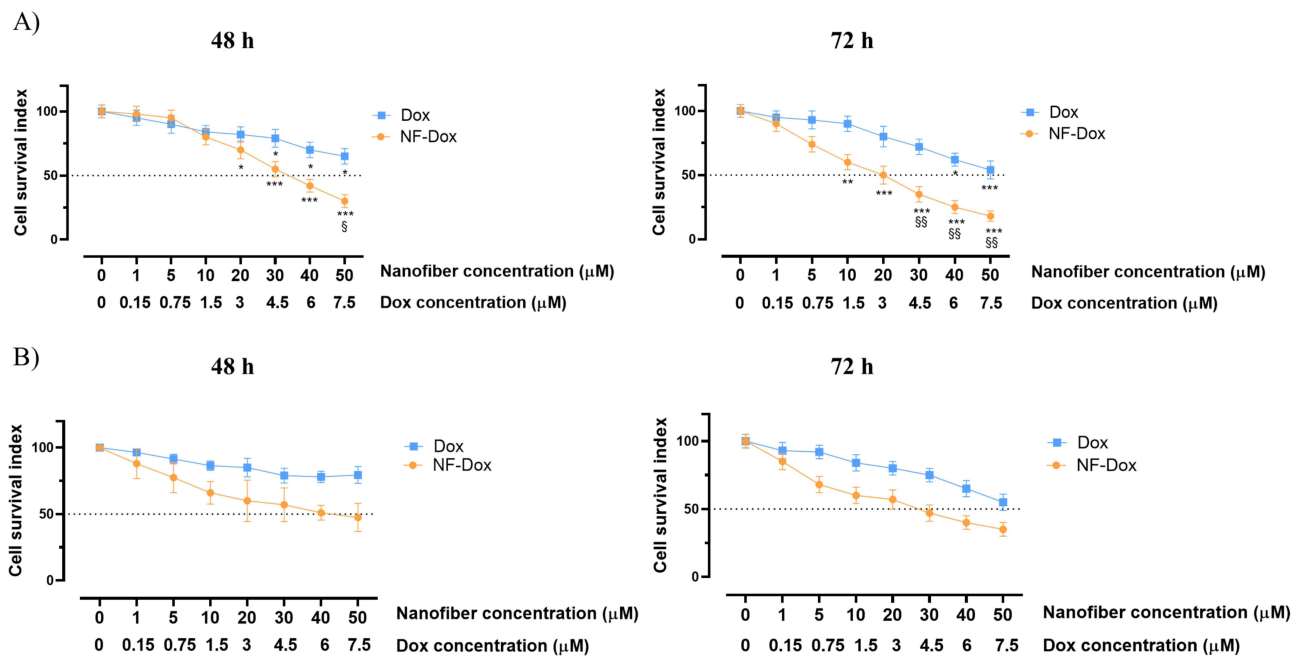 A)
48 h
72 h
Cell survival index
100
50
0
Dox
NF-Dox
*
*
*
*
***
***
***
§
0 1 5 10 20 30 40 50 Nanofiber concentration (μM)
0 0.15 0.75 1.5 3 4.5 6 7.5 Dox concentration (μM)
Cell survival index
100
50
0
Dox
NF-Dox
*
***
**
***
***
§§
***
§§
***
§§
0 1 5 10 20 30 40 50 Nanofiber concentration (μM)
0 0.15 0.75 1.5 3 4.5 6 7.5 Dox concentration (μM)
B)
48 h
72 h
Cell survival index
100
50
0
Dox
NF-Dox
0 1 5 10 20 30 40 50 Nanofiber concentration (μM)
0 0.15 0.75 1.5 3 4.5 6 7.5 Dox concentration (μM)
Cell survival index
100
50
0
Dox
NF-Dox
0 1 5 10 20 30 40 50 Nanofiber concentration (μM)
0 0.15 0.75 1.5 3 4.5 6 7.5 Dox concentration (μM)